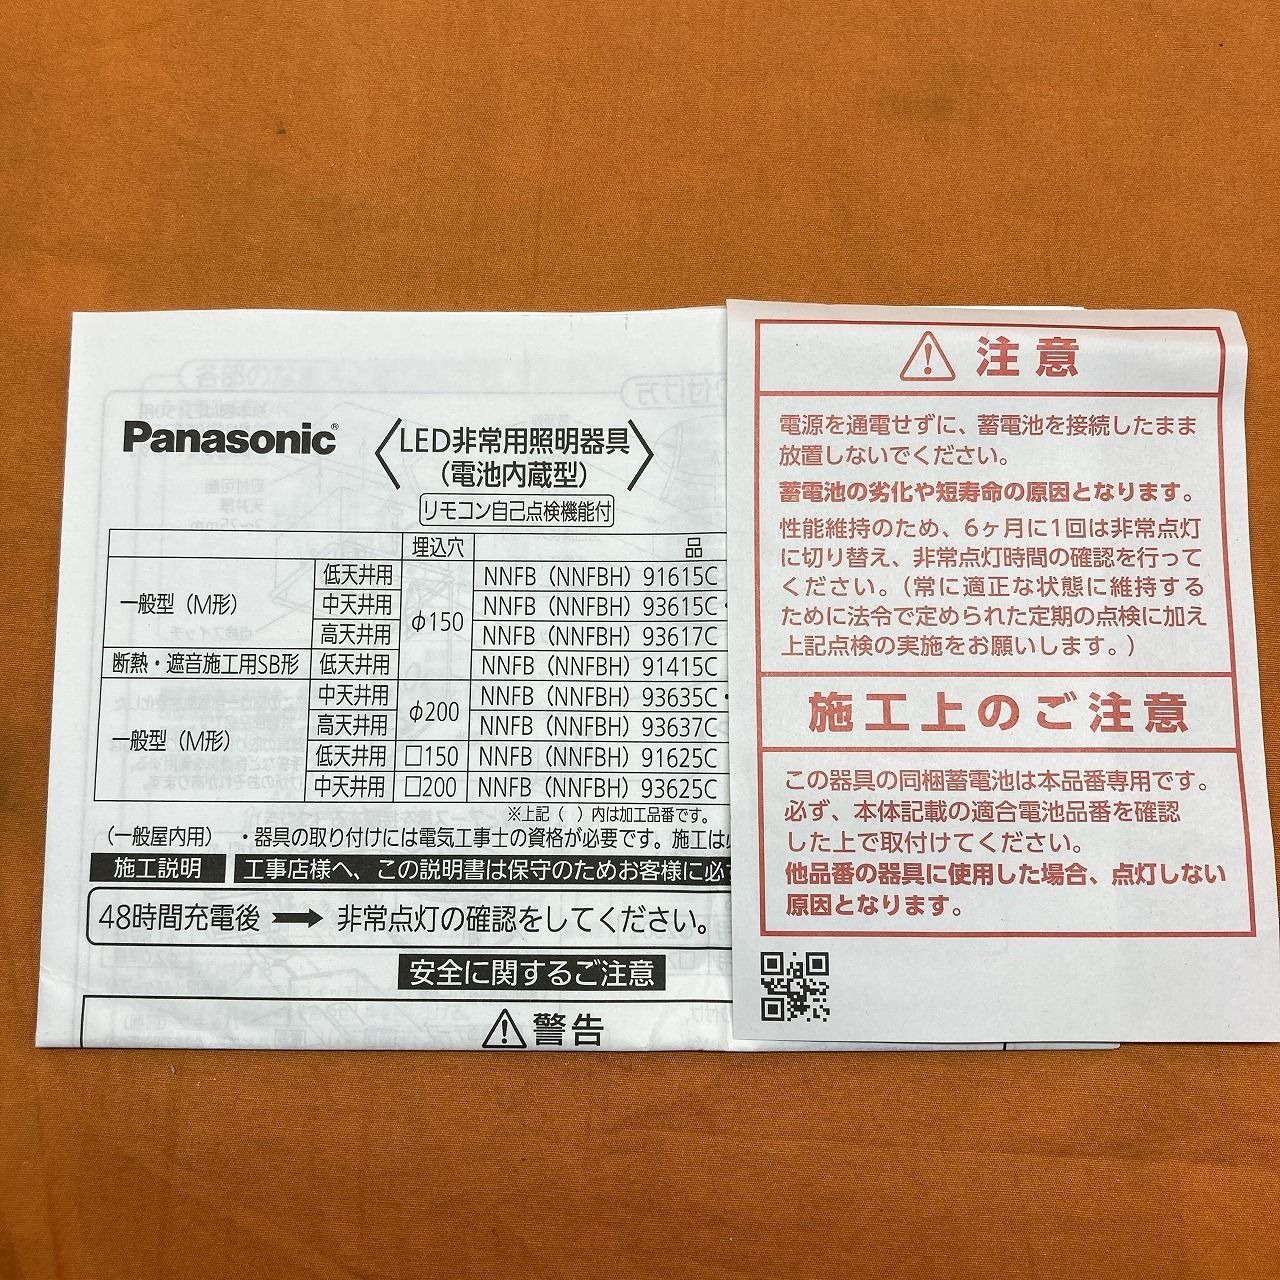 Panasonic®
LED非常用照明器具
(電池内蔵型)
リモコン自己点検機能付
埋込穴 品
一般型(M形) 低天井用 φ150 NNFB(NNFBH)91615C
中天井用 NNFB(NNFBH)93615C・
高天井用 NNFB(NNFBH)93617C
断熱・遮音施工用SB形 低天井用 NNFB(NNFBH)91415C
一般型(M形) 中天井用 φ200 NNFB(NNFBH)93635C・
高天井用 NNFB(NNFBH)93637C
低天井用 □150 NNFB(NNFBH)91625C
中天井用 □200 NNFB(NNFBH)93625C
※上記( )内は加工品番です。
(一般屋内用) ・器具の取り付けには電気工事士の資格が必要です。施工は
施工説明 工事店様へ、この説明書は保守のためお客様に必ず
48時間充電後 → 非常点灯の確認をしてください。
安全に関するご注意
⚠警告
⚠ 注意
電源を通電せずに、蓄電池を接続したまま
放置しないでください。
蓄電池の劣化や短寿命の原因となります。
性能維持のため、6ヶ月に1回は非常点灯
に切り替え、非常点灯時間の確認を行って
ください。(常に適正な状態に維持する
ために法令で定められた定期の点検に加え
上記点検の実施をお願いします。)
施工上のご注意
この器具の同梱蓄電池は本品番専用です。
必ず、本体記載の適合電池品番を確認
した上で取付けてください。
他品番の器具に使用した場合、点灯しない
原因となります。